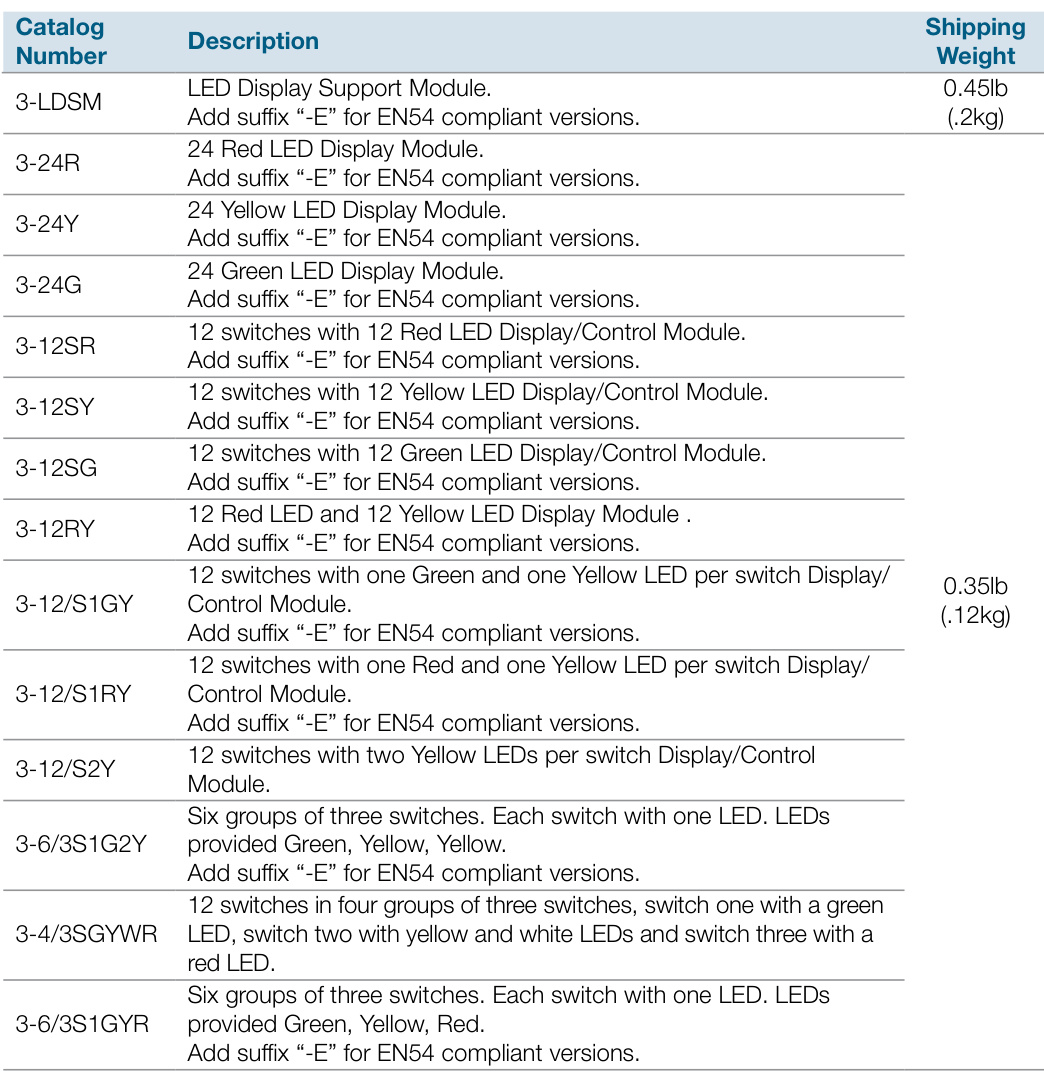 Catalog
Number
Description
Shipping
Weight
3-LDSM
LED Display Support Module.
Add suffix “-E” for EN54 compliant versions.
0.45lb
(.2kg)
3-24R
24 Red LED Display Module.
Add suffix “-E” for EN54 compliant versions.
3-24Y
24 Yellow LED Display Module.
Add suffix “-E” for EN54 compliant versions.
3-24G
24 Green LED Display Module.
Add suffix “-E” for EN54 compliant versions.
3-12SR
12 switches with 12 Red LED Display/Control Module.
Add suffix “-E” for EN54 compliant versions.
3-12SY
12 switches with 12 Yellow LED Display/Control Module.
Add suffix “-E” for EN54 compliant versions.
3-12SG
12 switches with 12 Green LED Display/Control Module.
Add suffix “-E” for EN54 compliant versions.
3-12RY
12 Red LED and 12 Yellow LED Display Module .
Add suffix “-E” for EN54 compliant versions.
3-12/S1GY
12 switches with one Green and one Yellow LED per switch Display/
Control Module.
Add suffix “-E” for EN54 compliant versions.
0.35lb
(.12kg)
3-12/S1RY
12 switches with one Red and one Yellow LED per switch Display/
Control Module.
Add suffix “-E” for EN54 compliant versions.
3-12/S2Y
12 switches with two Yellow LEDs per switch Display/Control
Module.
3-6/3S1G2Y
Six groups of three switches. Each switch with one LED. LEDs
provided Green, Yellow, Yellow.
Add suffix “-E” for EN54 compliant versions.
3-4/3SGYWR
12 switches in four groups of three switches, switch one with a green
LED, switch two with yellow and white LEDs and switch three with a
red LED.
3-6/3S1GYR
Six groups of three switches. Each switch with one LED. LEDs
provided Green, Yellow, Red.
Add suffix “-E” for EN54 compliant versions.